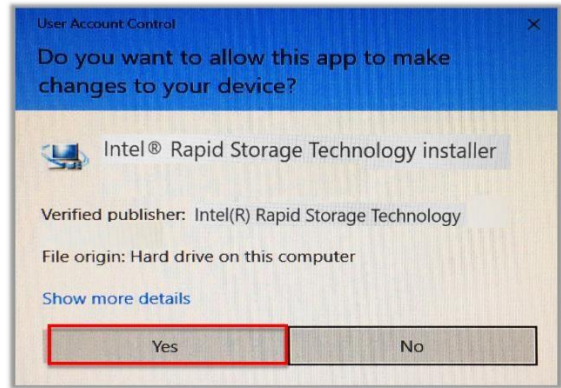 User Account Control
Do you want to allow this app to make
changes to your device?
Intel® Rapid Storage Technology installer
Verified publisher: Intel(R) Rapid Storage Technology
File origin: Hard drive on this computer
Show more details
Yes
No